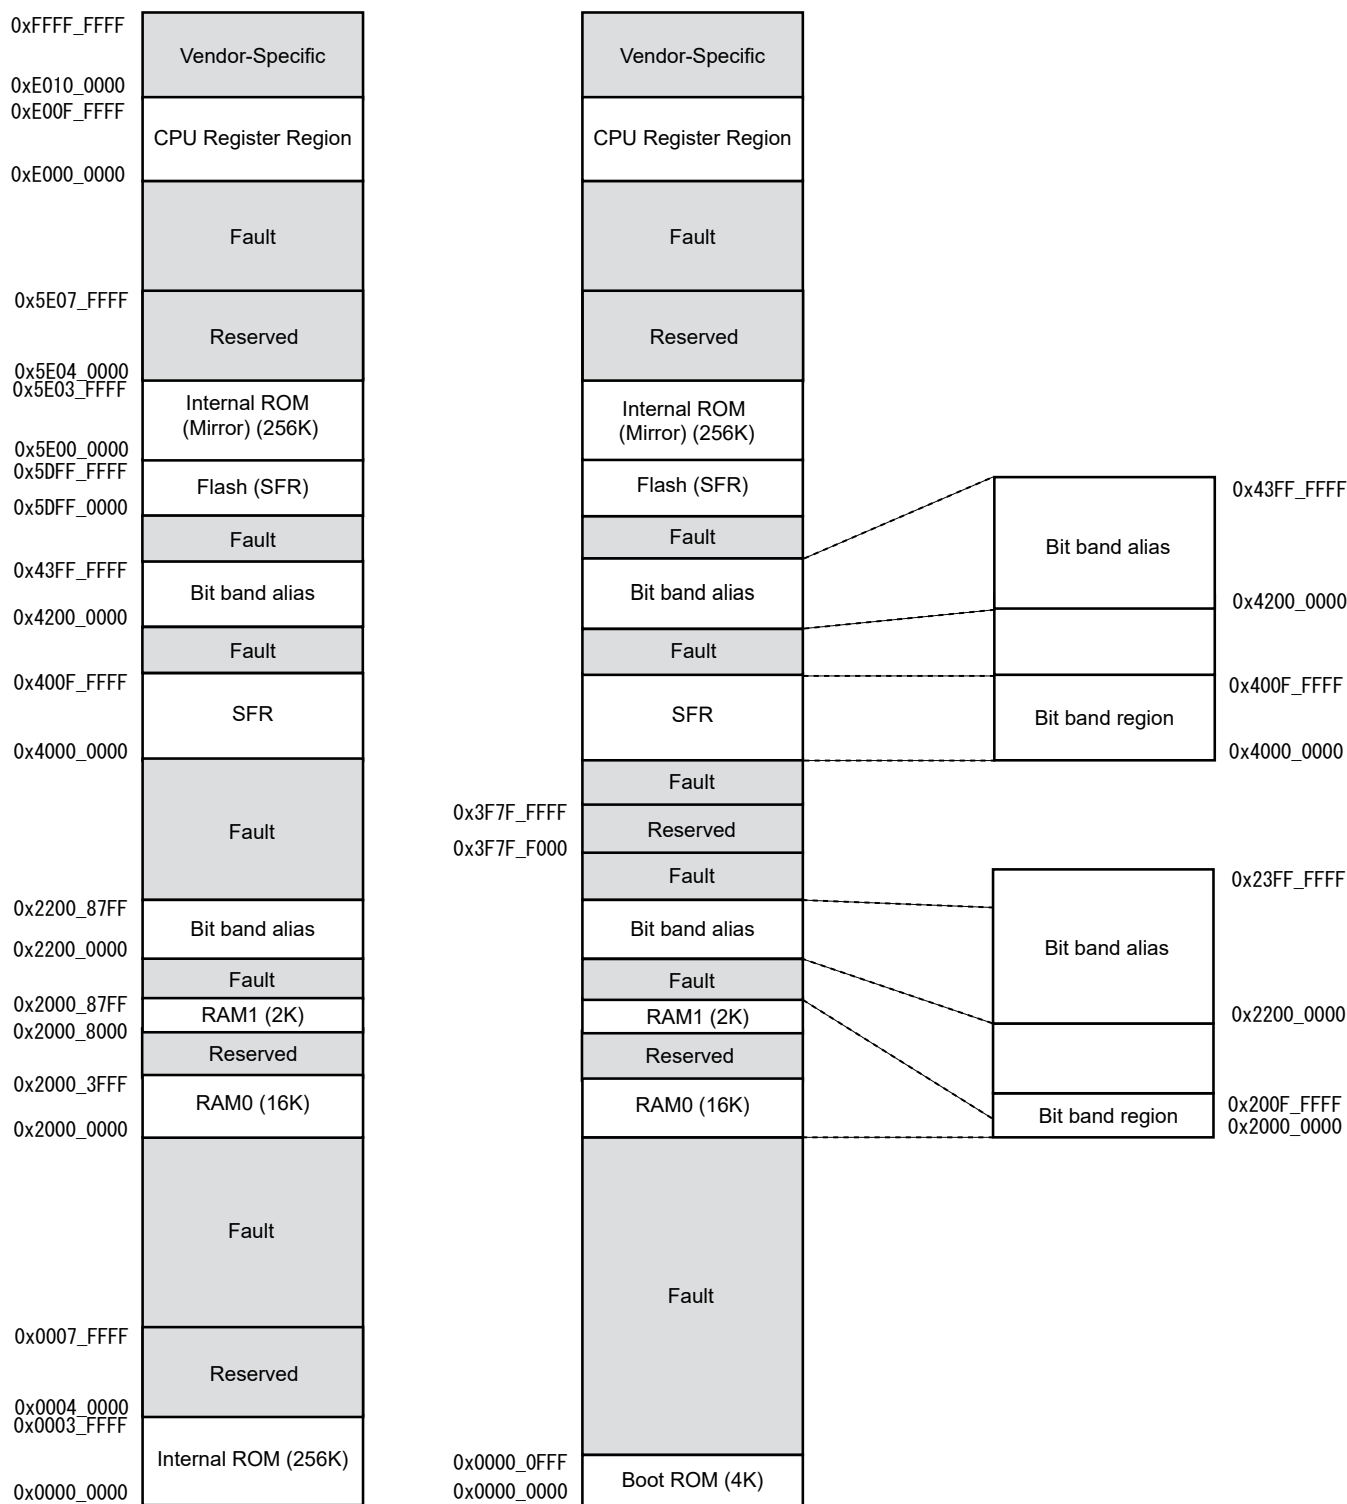 0xFFFF_FFFF
Vendor-Specific
0xE010_0000
0xE00F_FFFF
CPU Register Region
0xE000_0000
Fault
0x5E07_FFFF
Reserved
0x5E04_0000
0x5E03_FFFF
Internal ROM
(Mirror) (256K)
0x5E00_0000
0x5DFF_FFFF
Flash (SFR)
0x5DFF_0000
Fault
0x43FF_FFFF
Bit band alias
0x4200_0000
Fault
0x400F_FFFF
SFR
0x4000_0000
Fault
0x2200_87FF
Bit band alias
0x2200_0000
Fault
0x2000_87FF
RAM1 (2K)
0x2000_8000
Reserved
0x2000_3FFF
RAM0 (16K)
0x2000_0000
Fault
0x0007_FFFF
Reserved
0x0004_0000
0x0003_FFFF
Internal ROM (256K)
0x0000_0000
Vendor-Specific
CPU Register Region
Fault
Reserved
Internal ROM
(Mirror) (256K)
Flash (SFR)
Fault
Bit band alias
Fault
SFR
Fault
0x3F7F_FFFF
Reserved
0x3F7F_F000
Fault
Bit band alias
Fault
RAM1 (2K)
Reserved
RAM0 (16K)
Fault
0x0000_0FFF
Boot ROM (4K)
0x0000_0000
0x43FF_FFFF
Bit band alias
0x4200_0000
0x400F_FFFF
Bit band region
0x4000_0000
0x23FF_FFFF
Bit band alias
0x2200_0000
0x200F_FFFF
Bit band region
0x2000_0000